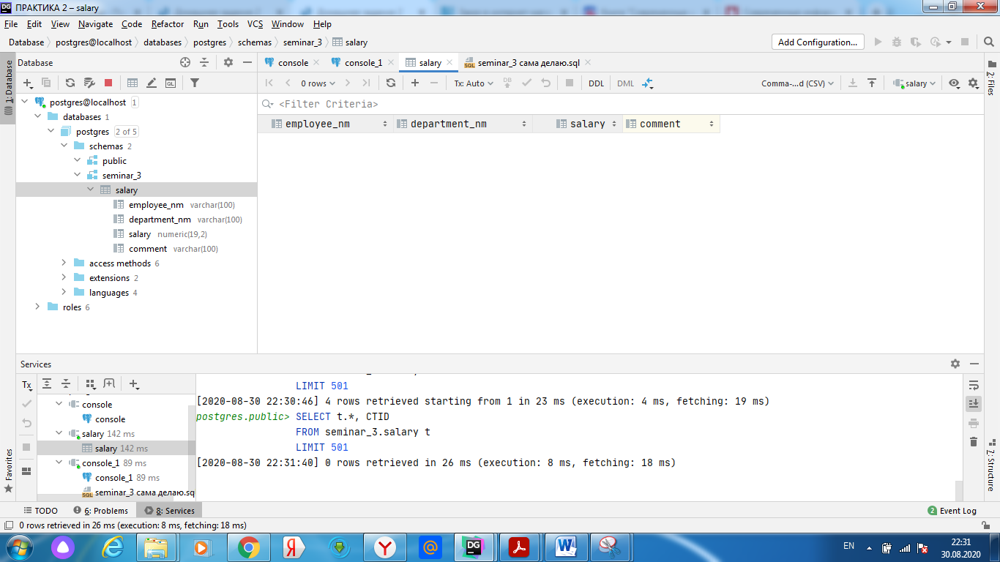 ПРАКТИКА 2 – salary
File Edit View Navigate Code Refactor Run Tools VCS Window Help
Database postgres@localhost databases postgres schemas seminar_3 salary
Add Configuration...
1: Database
Database
console console_1 salary seminar_3 сама делаю.sql
2: Files
0 rows Tx: Auto DB DDL DML Comma-...d (CSV) salary
QL
postgres@localhost 1
<Filter Criteria>
databases 1
employee_nm department_nm salary comment
postgres 2 of 5
schemas 2
public
seminar_3
salary
employee_nm varchar(100)
department_nm varchar(100)
salary numeric(19,2)
comment varchar(100)
access methods 6
extensions 2
languages 4
roles 6
Services
Tx
LIMIT 501
console
[2020-08-30 22:30:46] 4 rows retrieved starting from 1 in 23 ms (execution: 4 ms, fetching: 19 ms)
console
postgres.public> SELECT t.*, CTID
salary 142 ms
FROM seminar_3.salary t
salary 142 ms
LIMIT 501
console_1 89 ms
[2020-08-30 22:31:40] 0 rows retrieved in 26 ms (execution: 8 ms, fetching: 18 ms)
console_1 89 ms
seminar_3 сама делаю.sq
Favorites
7: Structure
TODO 6: Problems 8: Services 2 Event Log
0 rows retrieved in 26 ms (execution: 8 ms, fetching: 18 ms)
EN 22:31
30.08.2020